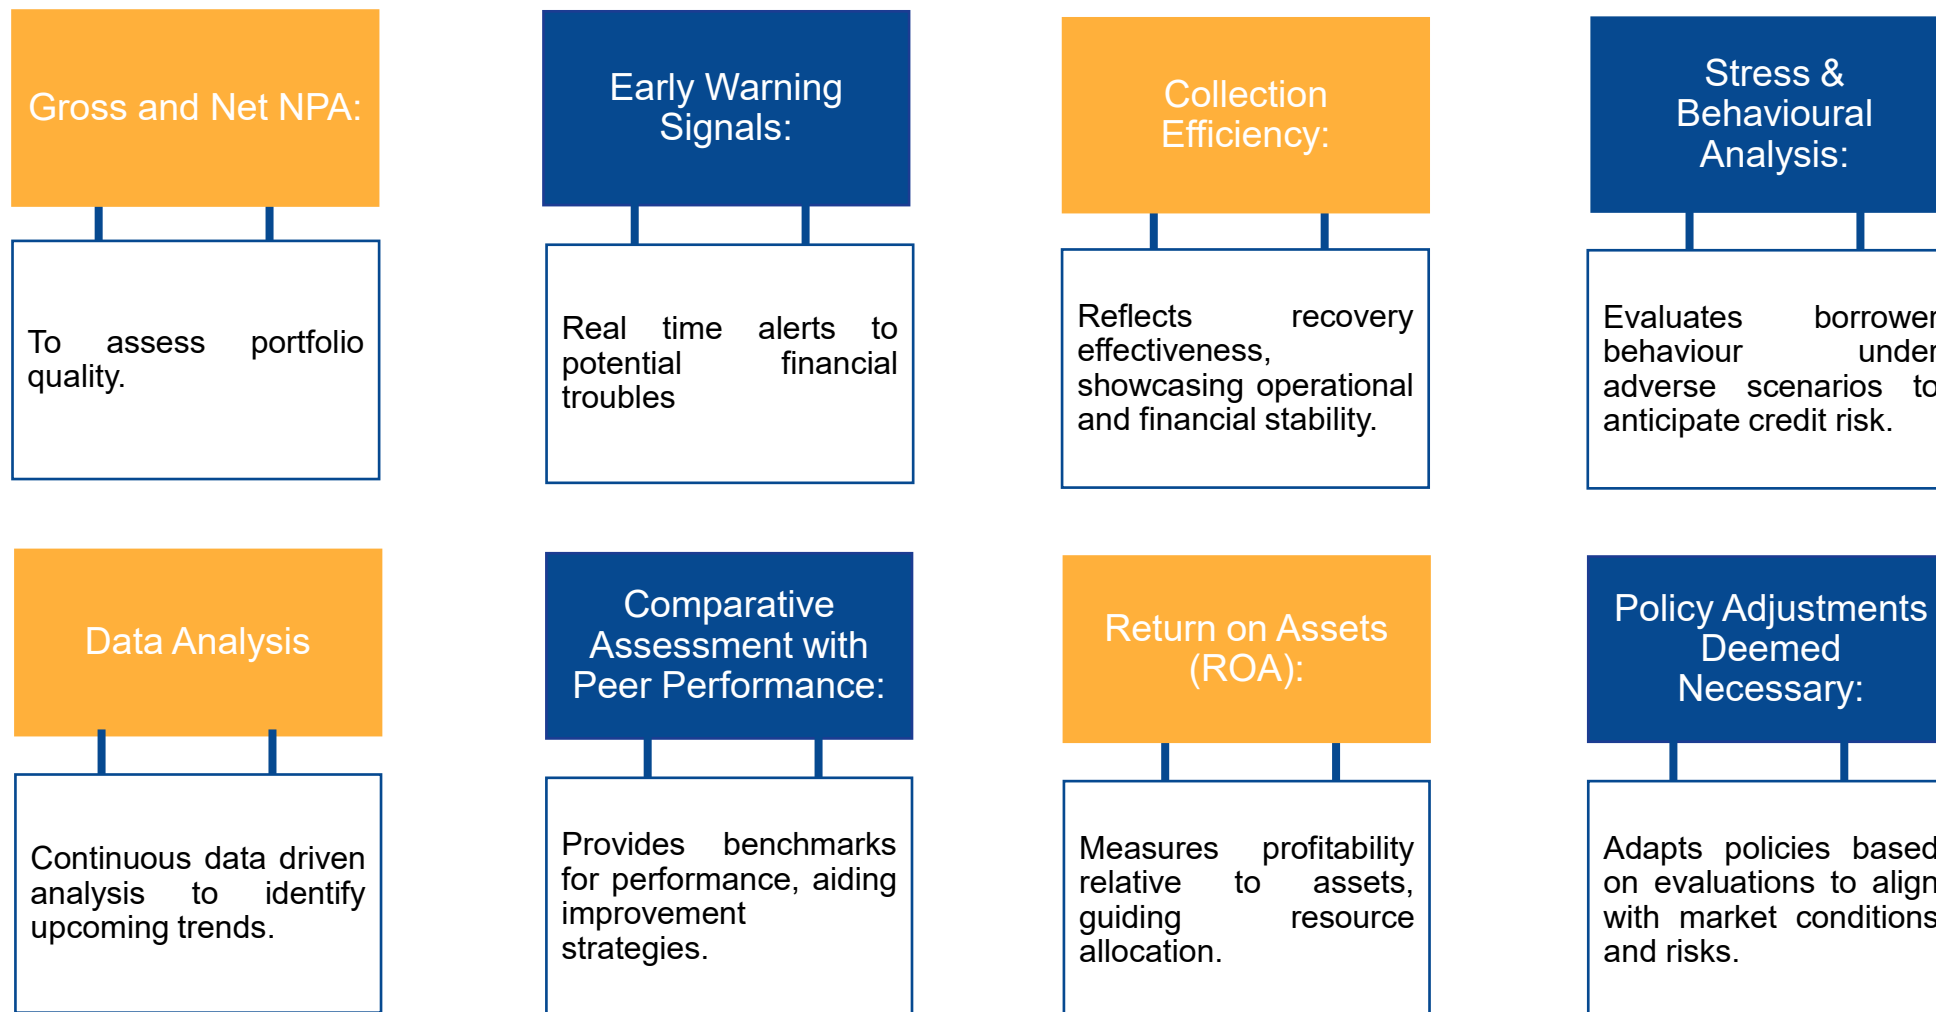 Gross and Net NPA:
To assess portfolio
quality.
Early Warning
Signals:
Real time alerts to
potential financial
troubles
Collection
Efficiency:
Reflects recovery
effectiveness,
showcasing operational
and financial stability.
Stress &
Behavioural
Analysis:
Evaluates borrower
behaviour under
adverse scenarios to
anticipate credit risk.
Data Analysis
Continuous data driven
analysis to identify
upcoming trends.
Comparative
Assessment with
Peer Performance:
Provides benchmarks
for performance, aiding
improvement
strategies.
Return on Assets
(ROA):
Measures profitability
relative to assets,
guiding resource
allocation.
Policy Adjustments
Deemed
Necessary:
Adapts policies based
on evaluations to align
with market conditions
and risks.